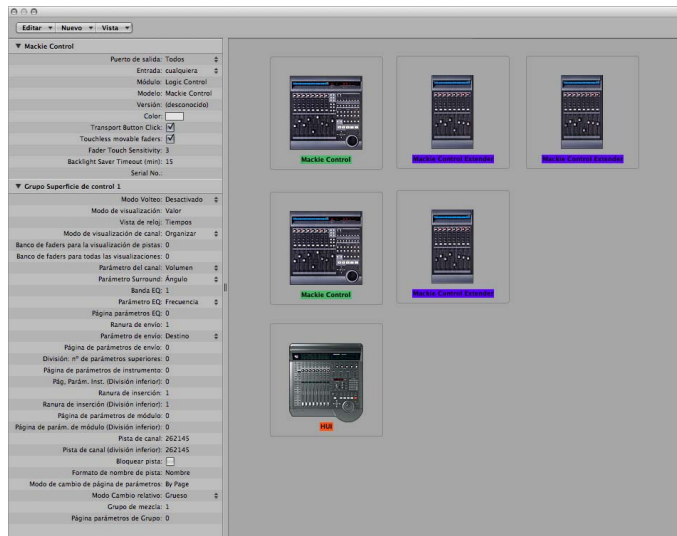 Editar Nuevo Vista
Mackie Control
Puerto de salida: Todos
Entrada: cualquiera
Módulo: Logic Control
Modelo: Mackie Control
Versión: (desconocido)
Color:
Transport Button Click:
Touchless movable faders:
Fader Touch Sensitivity: 3
Backlight Saver Timeout (min): 15
Serial No.:
Grupo Superficie de control 1
Modo Volteo: Desactivado
Modo de visualización: Valor
Vista de reloj: Tiempos
Modo de visualización de canal: Organizar
Banco de faders para la visualización de pistas: 0
Banco de faders para todas las visualizaciones: 0
Parámetro del canal: Volumen
Parámetro Surround: Ángulo
Banda EQ: 1
Parámetro EQ: Frecuencia
Página parámetros EQ: 0
Ranura de envío: 1
Parámetro de envío: Destino
Página de parámetros de envío: 0
División: nº de parámetros superiores: 0
Página de parámetros de instrumento: 0
Pág, Parám. Inst. (División inferior): 0
Ranura de inserción: 1
Ranura de inserción (División inferior): 1
Página de parámetros de módulo: 0
Página de parám. de módulo (División inferior): 0
Pista de canal: 262145
Pista de canal (división inferior): 262145
Bloquear pista:
Formato de nombre de pista: Nombre
Modo de cambio de página de parámetros: By Page
Modo Cambio relativo: Grueso
Grupo de mezcla: 1
Página parámetros de Grupo: 0
Mackie Control
Mackie Control Extender
Mackie Control Extender
Mackie Control
Mackie Control Extender
HUI